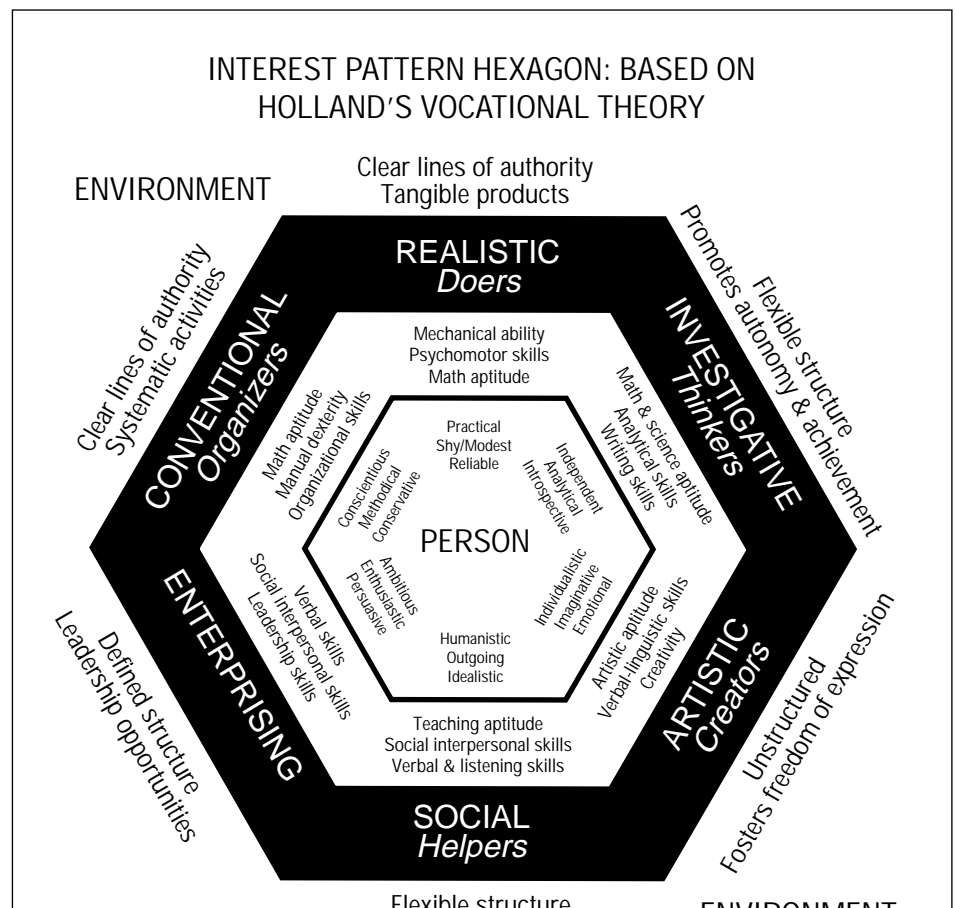 INTEREST PATTERN HEXAGON: BASED ON
HOLLAND'S VOCATIONAL THEORY
ENVIRONMENT
Clear lines of authority
Tangible products
Clear lines of authority
Systematic activities
Flexible structure
Promotes autonomy & achievement
REALISTIC
Doers
CONVENTIONAL
Organizers
INVESTIGATIVE
Thinkers
Mechanical ability
Psychomotor skills
Math aptitude
Math aptitude
Manual dexterity
Organizational skills
Math & science aptitude
Analytical skills
Writing skills
Practical
Shy/Modest
Reliable
Conscientious
Methodical
Conservative
Independent
Analytical
Introspective
PERSON
Ambitious
Enthusiastic
Persuasive
Individualistic
Imaginative
Emotional
Humanistic
Outgoing
Idealistic
Verbal skills
Social interpersonal skills
Leadership skills
Artistic aptitude
Verbal-linguistic skills
Creativity
Teaching aptitude
Social interpersonal skills
Verbal & listening skills
ENTERPRISING
ARTISTIC
Creators
SOCIAL
Helpers
Defined structure
Leadership opportunities
Unstructured
Fosters freedom of expression
Flexible structure
ENVIRONMENT